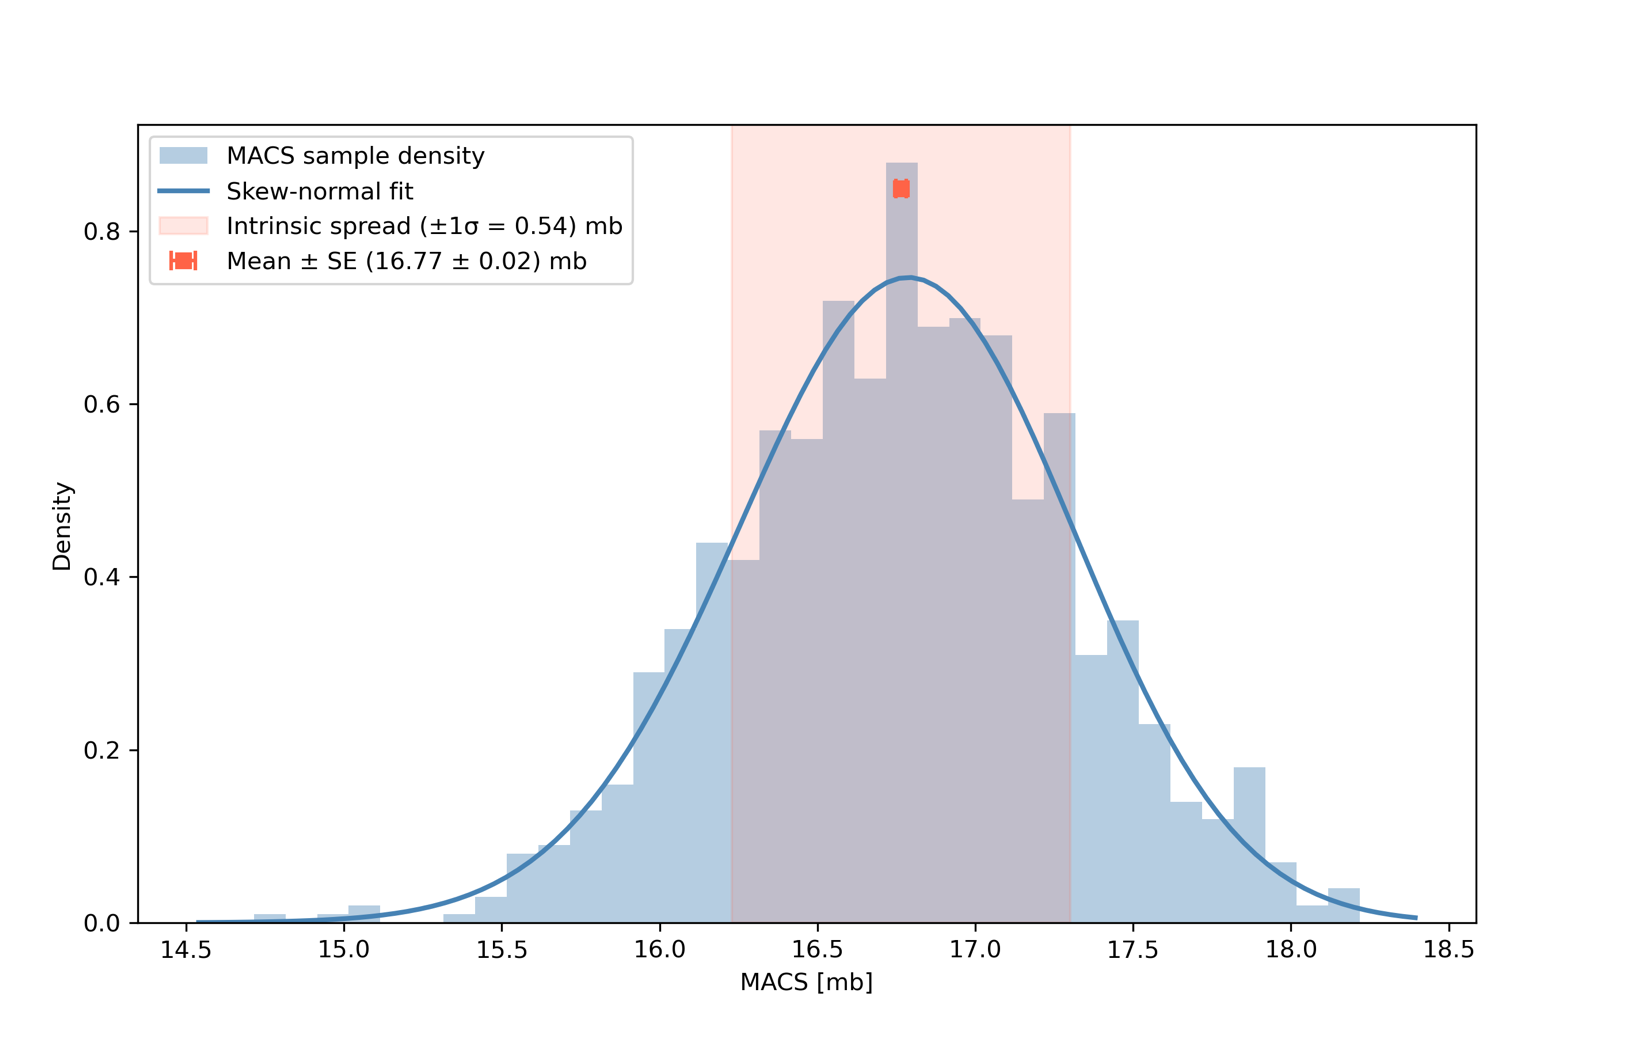 MACS sample density
Skew-normal fit
Intrinsic spread (±1σ = 0.54) mb
Mean ± SE (16.77 ± 0.02) mb
0.8
0.6
0.4
0.2
0.0
Density
14.5 15.0 15.5 16.0 16.5 17.0 17.5 18.0 18.5
MACS [mb]